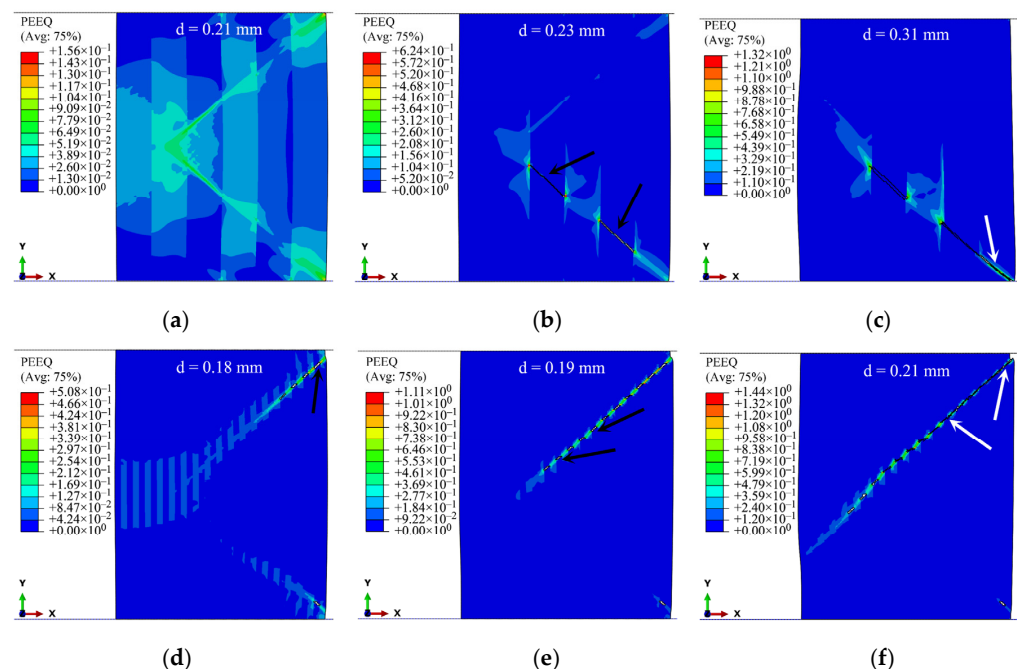 PEEQ
(Avg: 75%)
+1.56×10⁻¹
+1.43×10⁻¹
+1.30×10⁻¹
+1.17×10⁻¹
+1.04×10⁻¹
+9.09×10⁻²
+7.79×10⁻²
+6.49×10⁻²
+5.19×10⁻²
+3.89×10⁻²
+2.60×10⁻²
+1.30×10⁻²
+0.00×10⁰
d = 0.21 mm
Y
X
(a)
PEEQ
(Avg: 75%)
+6.24×10⁻¹
+5.72×10⁻¹
+5.20×10⁻¹
+4.68×10⁻¹
+4.16×10⁻¹
+3.64×10⁻¹
+3.12×10⁻¹
+2.60×10⁻¹
+2.08×10⁻¹
+1.56×10⁻¹
+1.04×10⁻¹
+5.20×10⁻²
+0.00×10⁰
d = 0.23 mm
Y
X
(b)
PEEQ
(Avg: 75%)
+1.32×10⁰
+1.21×10⁰
+1.10×10⁰
+9.88×10⁻¹
+8.78×10⁻¹
+7.68×10⁻¹
+6.58×10⁻¹
+5.49×10⁻¹
+4.39×10⁻¹
+3.29×10⁻¹
+2.19×10⁻¹
+1.10×10⁻¹
+0.00×10⁰
d = 0.31 mm
Y
X
(c)
PEEQ
(Avg: 75%)
+5.08×10⁻¹
+4.66×10⁻¹
+4.24×10⁻¹
+3.81×10⁻¹
+3.39×10⁻¹
+2.97×10⁻¹
+2.54×10⁻¹
+2.12×10⁻¹
+1.69×10⁻¹
+1.27×10⁻¹
+8.47×10⁻²
+4.24×10⁻²
+0.00×10⁰
d = 0.18 mm
Y
X
(d)
PEEQ
(Avg: 75%)
+1.11×10⁰
+1.01×10⁰
+9.22×10⁻¹
+8.30×10⁻¹
+7.38×10⁻¹
+6.46×10⁻¹
+5.53×10⁻¹
+4.61×10⁻¹
+3.69×10⁻¹
+2.77×10⁻¹
+1.84×10⁻¹
+9.22×10⁻²
+0.00×10⁰
d = 0.19 mm
Y
X
(e)
PEEQ
(Avg: 75%)
+1.44×10⁰
+1.32×10⁰
+1.20×10⁰
+1.08×10⁰
+9.58×10⁻¹
+8.38×10⁻¹
+7.19×10⁻¹
+5.99×10⁻¹
+4.79×10⁻¹
+3.59×10⁻¹
+2.40×10⁻¹
+1.20×10⁻¹
+0.00×10⁰
d = 0.21 mm
Y
X
(f)